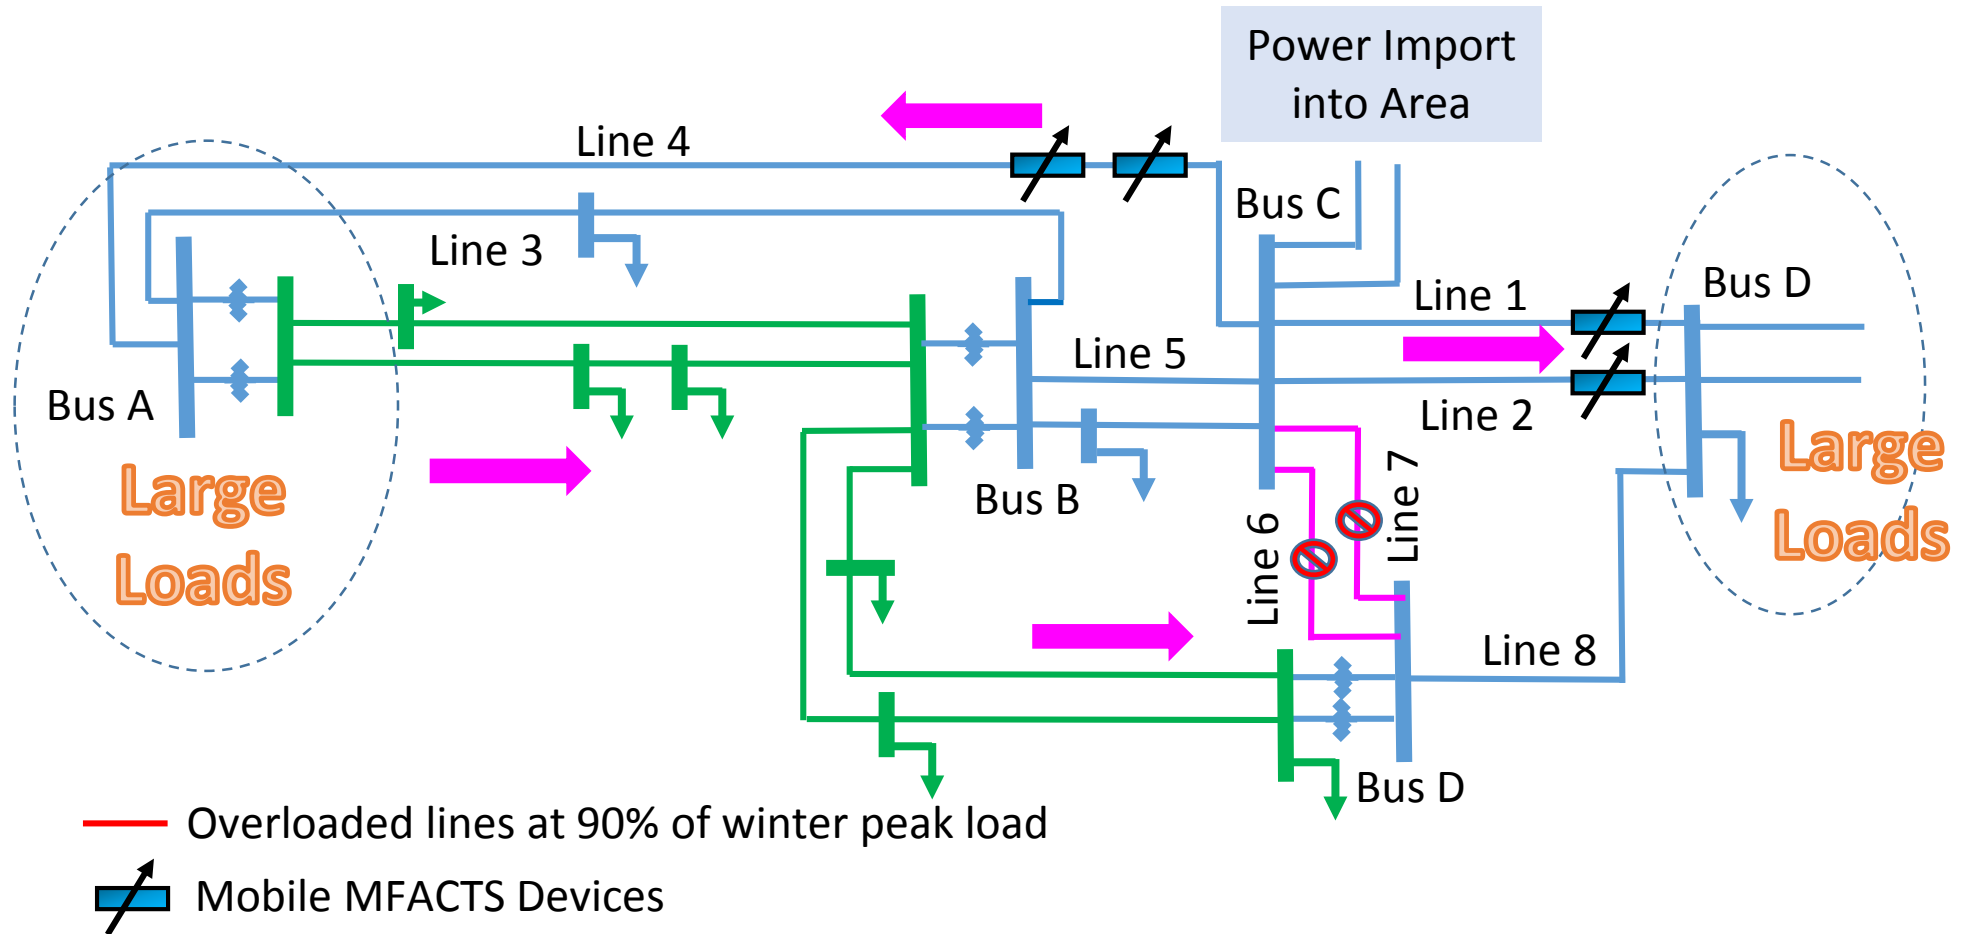 Power Import
into Area
Line 4
Bus C
Line 3
Line 1
Bus D
Line 5
Bus A
Line 2
Large
Loads
Large
Loads
Bus B
Line 7
Line 6
Line 8
Bus D
Overloaded lines at 90% of winter peak load
Mobile MFACTS Devices